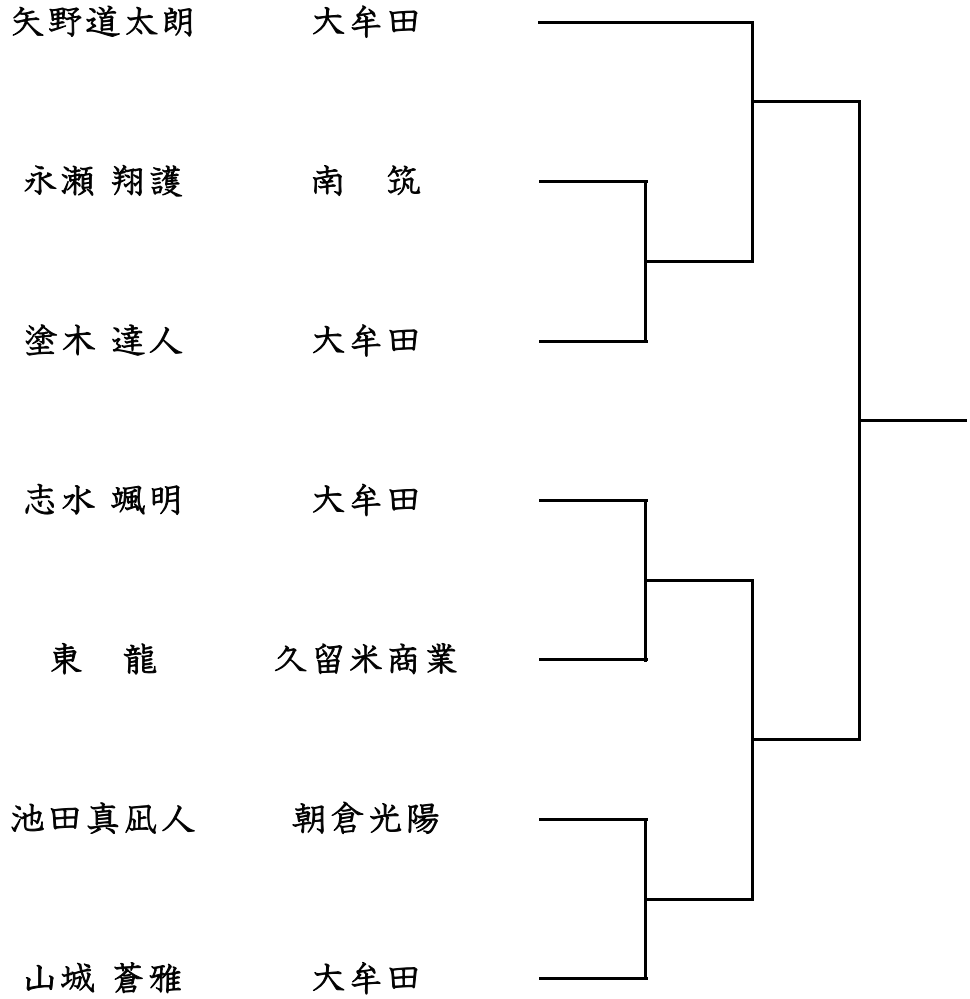 矢野道太朗 大牟田
永瀬 翔護 南 筑
塗木 達人 大牟田
志水 颯明 大牟田
東 龍 久留米商業
池田真凪人 朝倉光陽
山城 蒼雅 大牟田